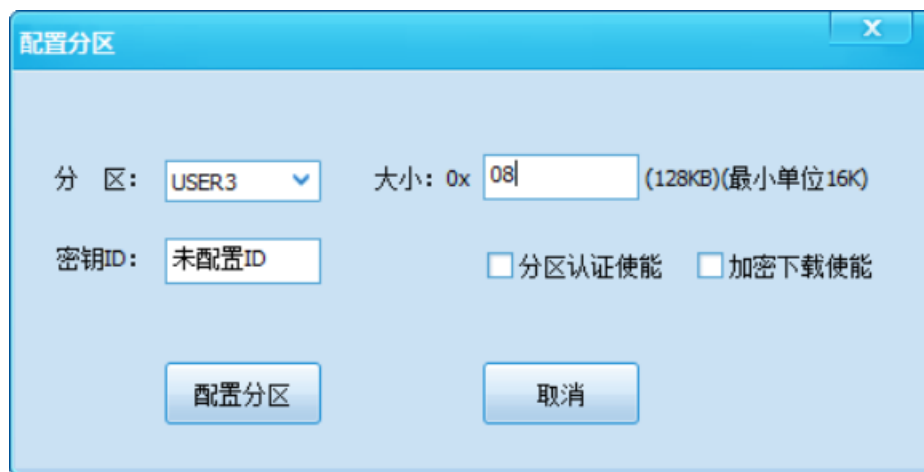 配置分区
X
分 区： USER3 大小：0x 08 (128KB)(最小单位16K)
密钥ID： 未配置ID 分区认证使能 加密下载使能
配置分区 取消